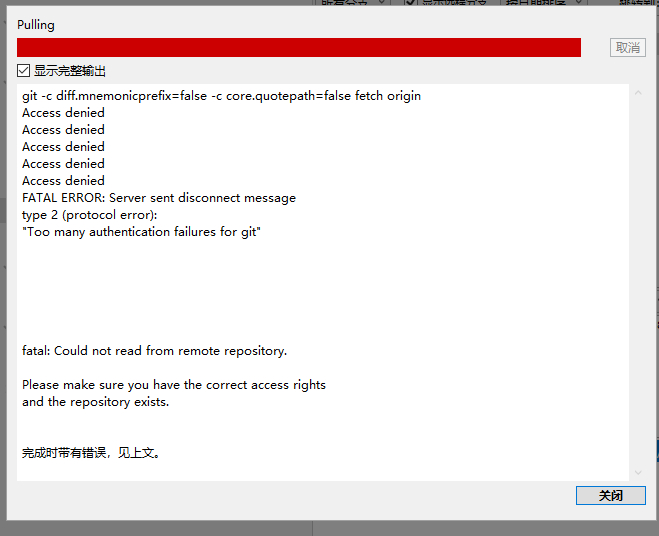 Pulling
取消
显示完整输出
git -c diff.mnemonicprefix=false -c core.quotepath=false fetch origin
Access denied
Access denied
Access denied
Access denied
Access denied
FATAL ERROR: Server sent disconnect message
type 2 (protocol error):
"Too many authentication failures for git"
fatal: Could not read from remote repository.
Please make sure you have the correct access rights
and the repository exists.
完成时带有错误，见上文。
关闭